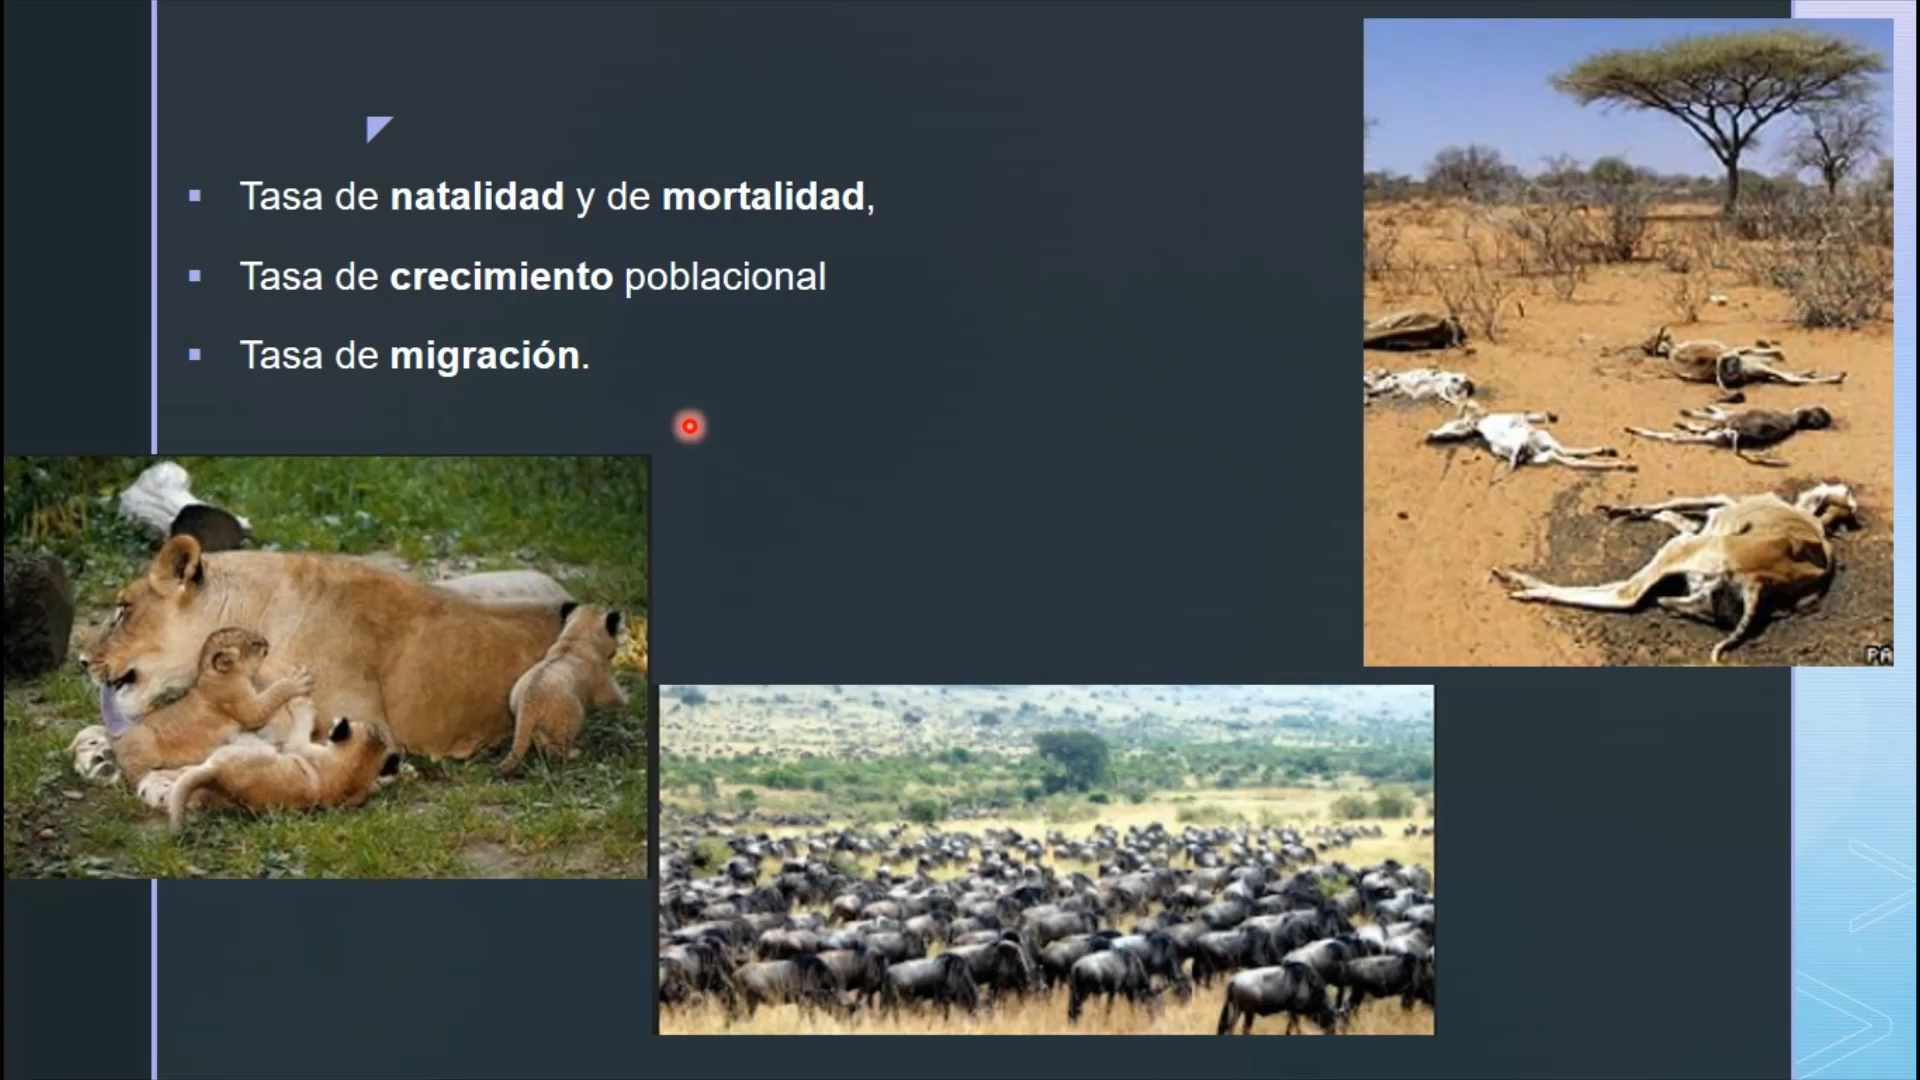 Tasa de natalidad y de mortalidad,
Tasa de crecimiento poblacional
Tasa de migración.
PA